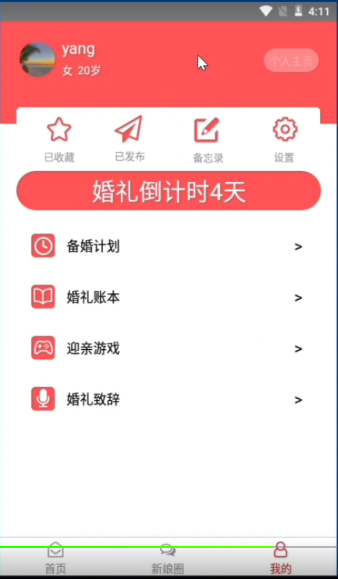 4:11
yang
女 20岁
个人主页
已收藏
已发布
备忘录
设置
婚礼倒计时4天
备婚计划 >
婚礼账本 >
迎亲游戏 >
婚礼致辞 >
首页
新娘圈
我的